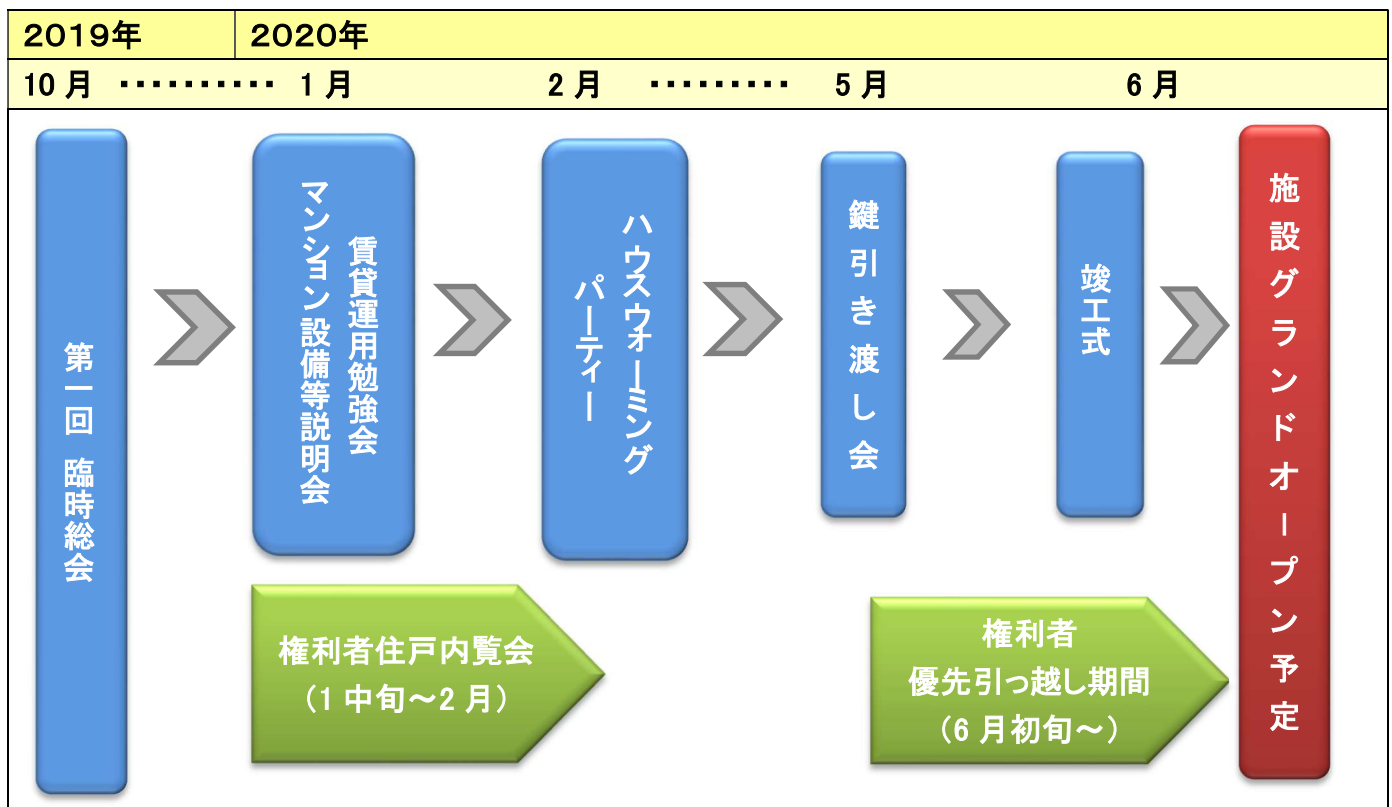 2019年 2020年
10月 ・・・・・・・・・・ 1月 2月 ・・・・・・・・・ 5月 6月
第一回 臨時総会
賃貸運用勉強会
マンション設備等説明会
ハウスウォーミング
パーティー
鍵引き渡し会
竣工式
施設グランドオープン予定
権利者住戸内覧会
（1中旬～2月）
権利者
優先引っ越し期間
（6月初旬～）